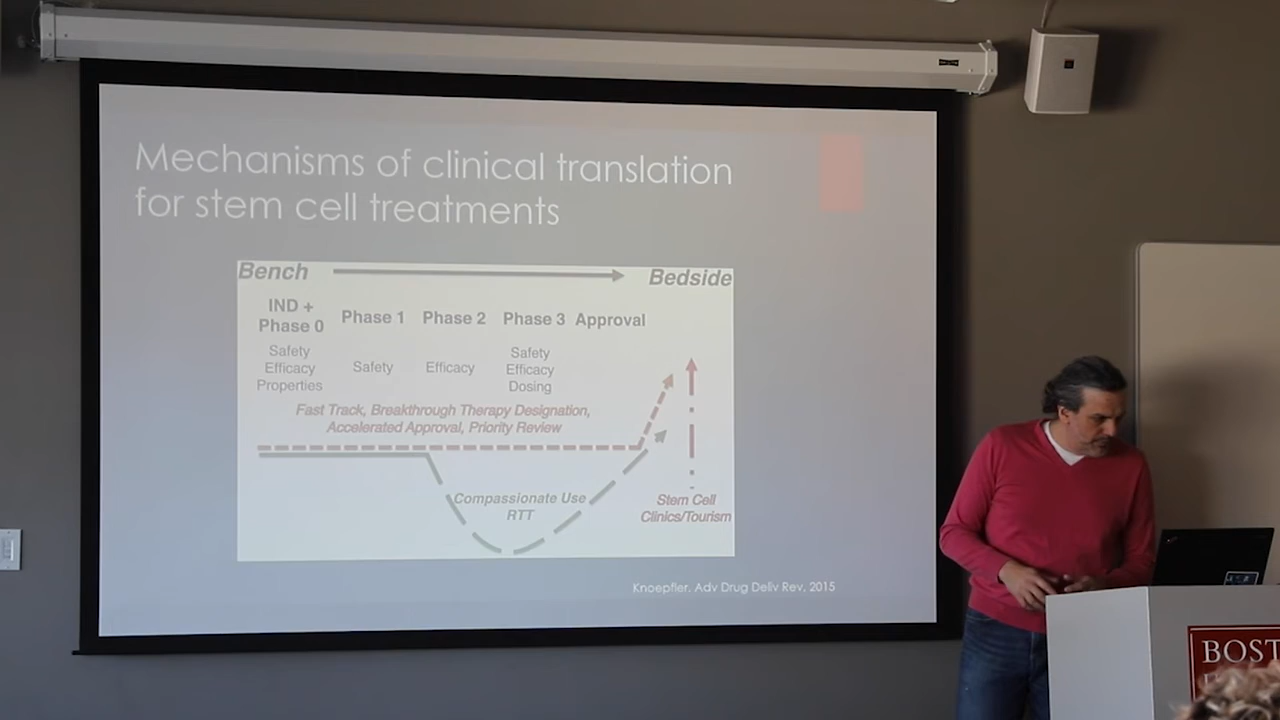 Mechanisms of clinical translation
for stem cell treatments
Bench
Bedside
IND +
Phase 0
Phase 1
Phase 2
Phase 3
Approval
Safety
Efficacy
Properties
Safety
Efficacy
Safety
Efficacy
Dosing
Fast Track, Breakthrough Therapy Designation,
Accelerated Approval, Priority Review
Compassionate Use
RTT
Stem Cell
Clinics/Tourism
Knoepfler. Adv Drug Deliv Rev, 2015
BOST